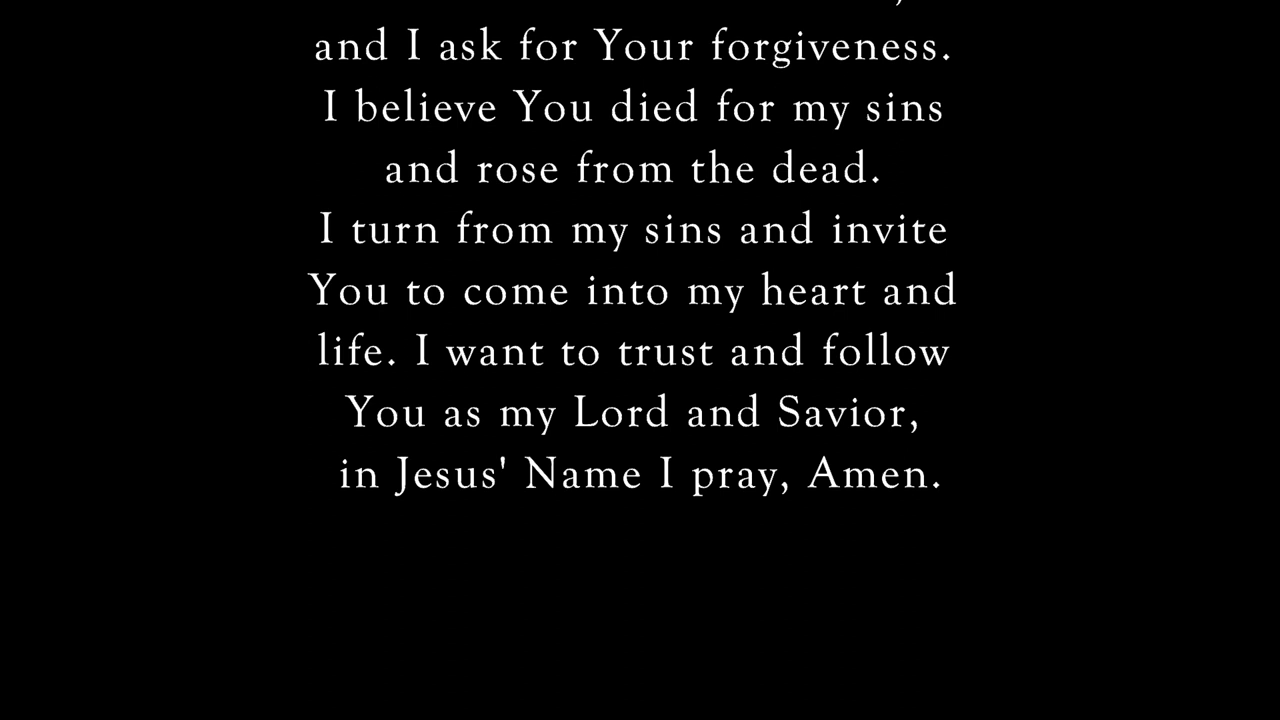 and I ask for Your forgiveness.
I believe You died for my sins
and rose from the dead.
I turn from my sins and invite
You to come into my heart and
life. I want to trust and follow
You as my Lord and Savior,
in Jesus' Name I pray, Amen.